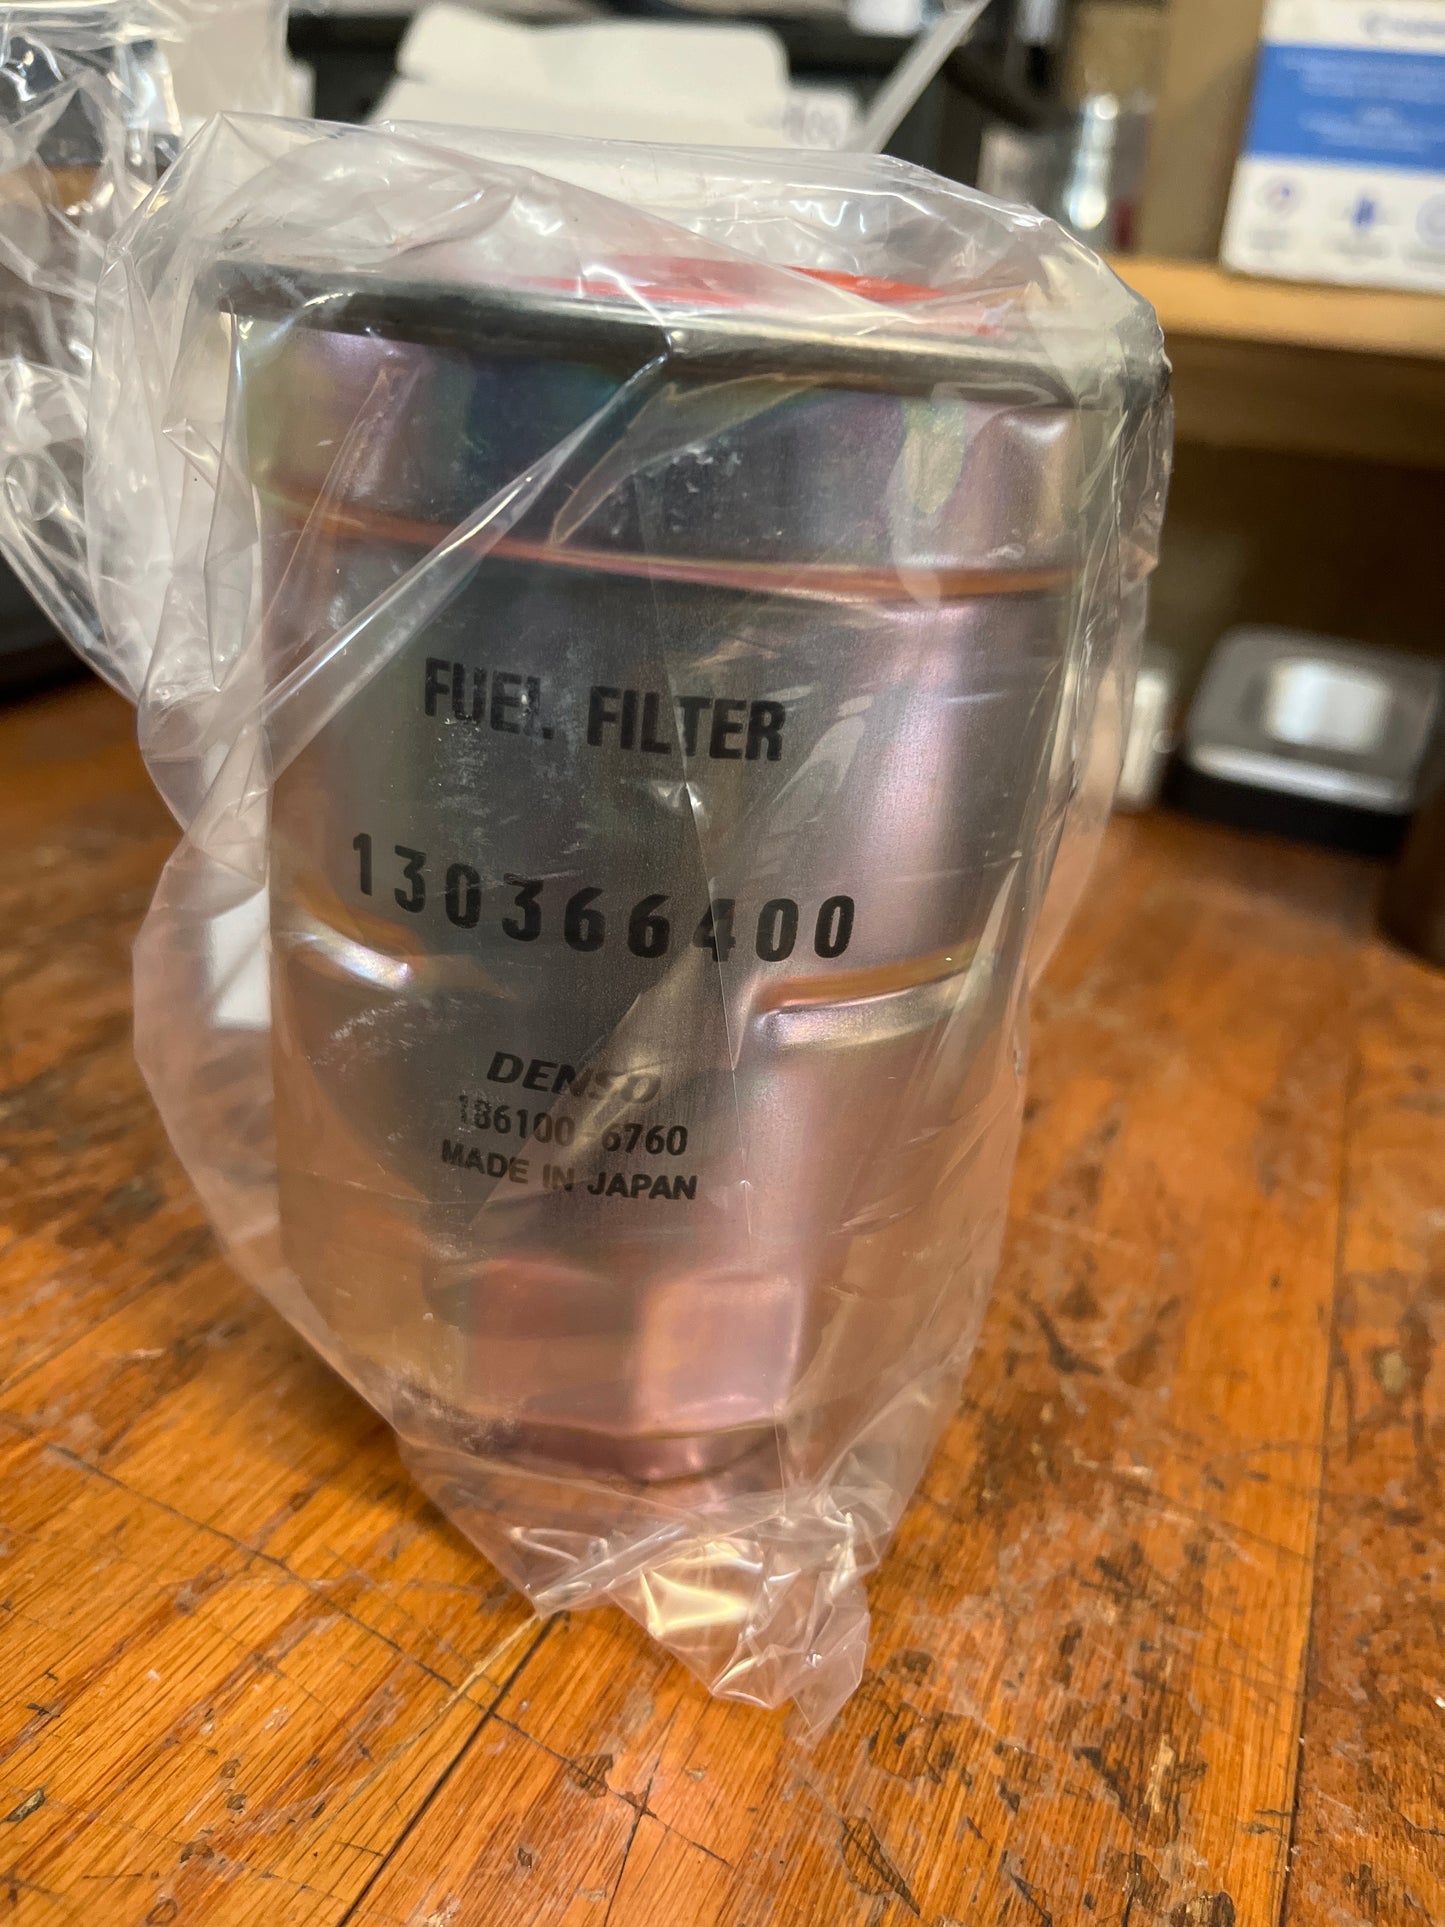 FUEL FILTER
130366400
DENSO
186100-6760
MADE IN JAPAN